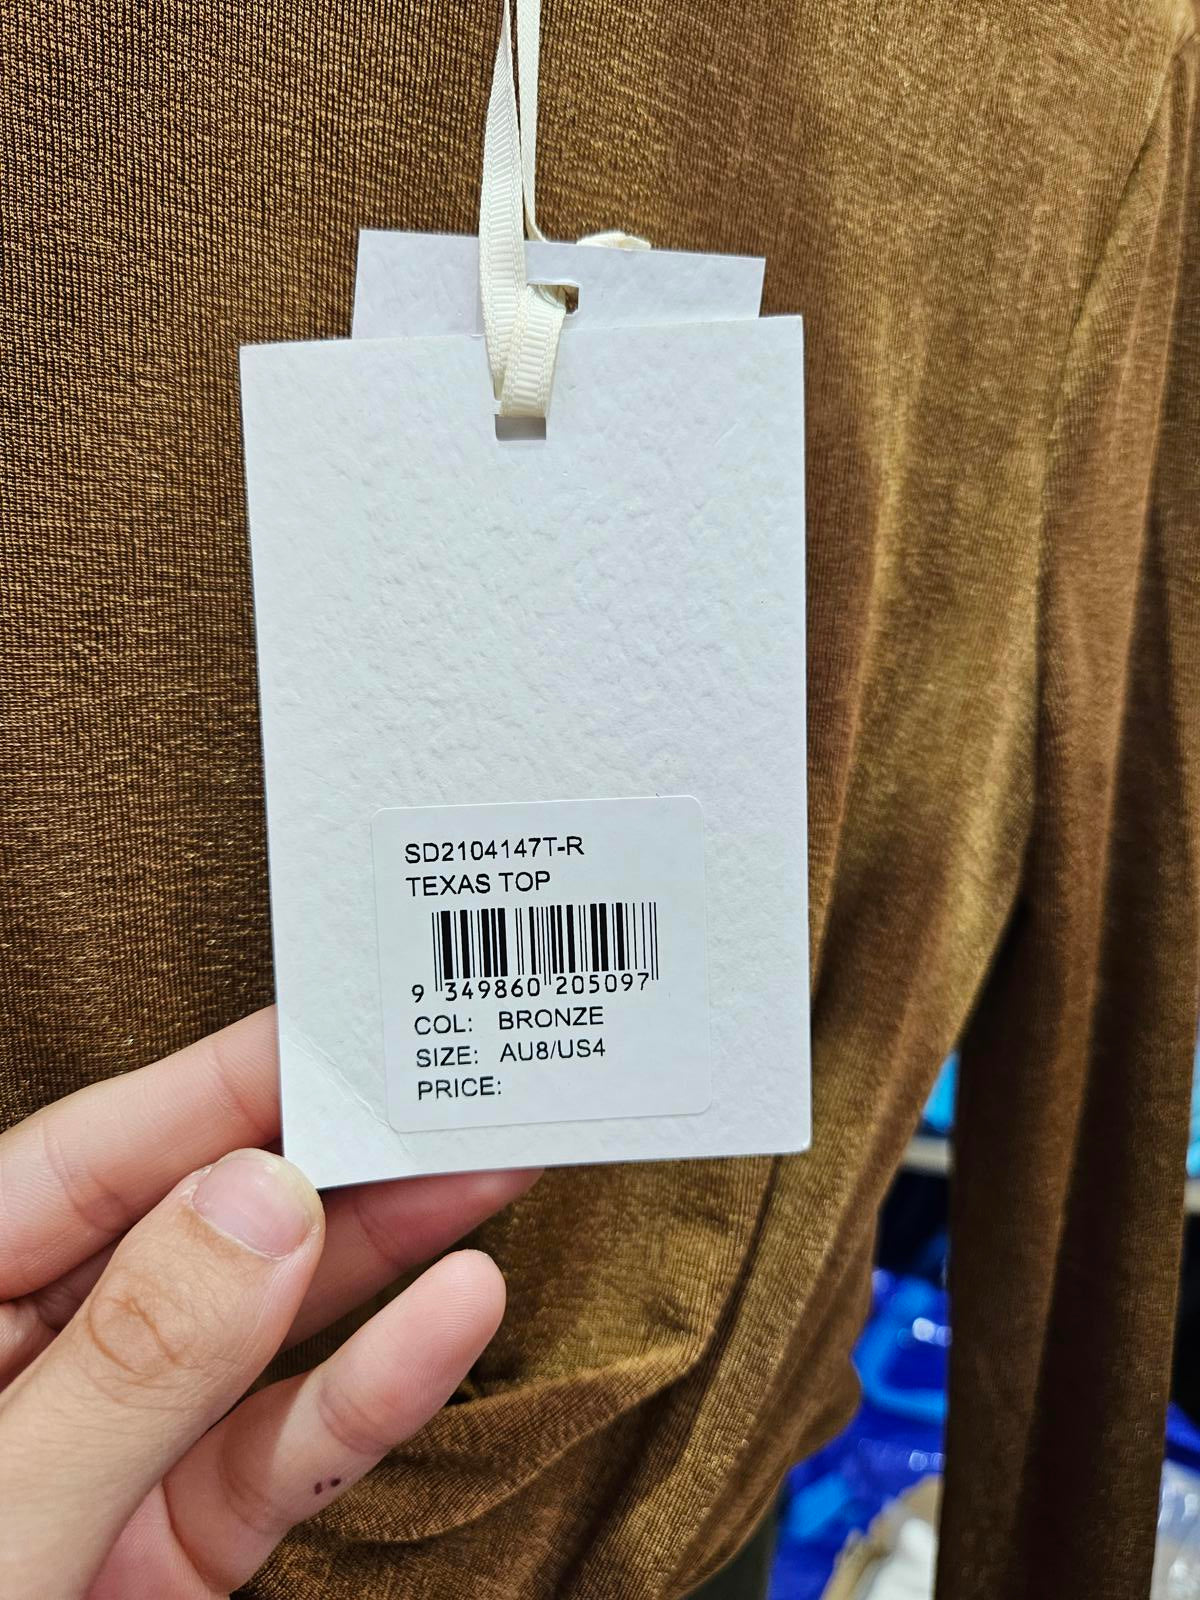 SD2104147T-R
TEXAS TOP
9 349860 205097
COL: BRONZE
SIZE: AU8/US4
PRICE: